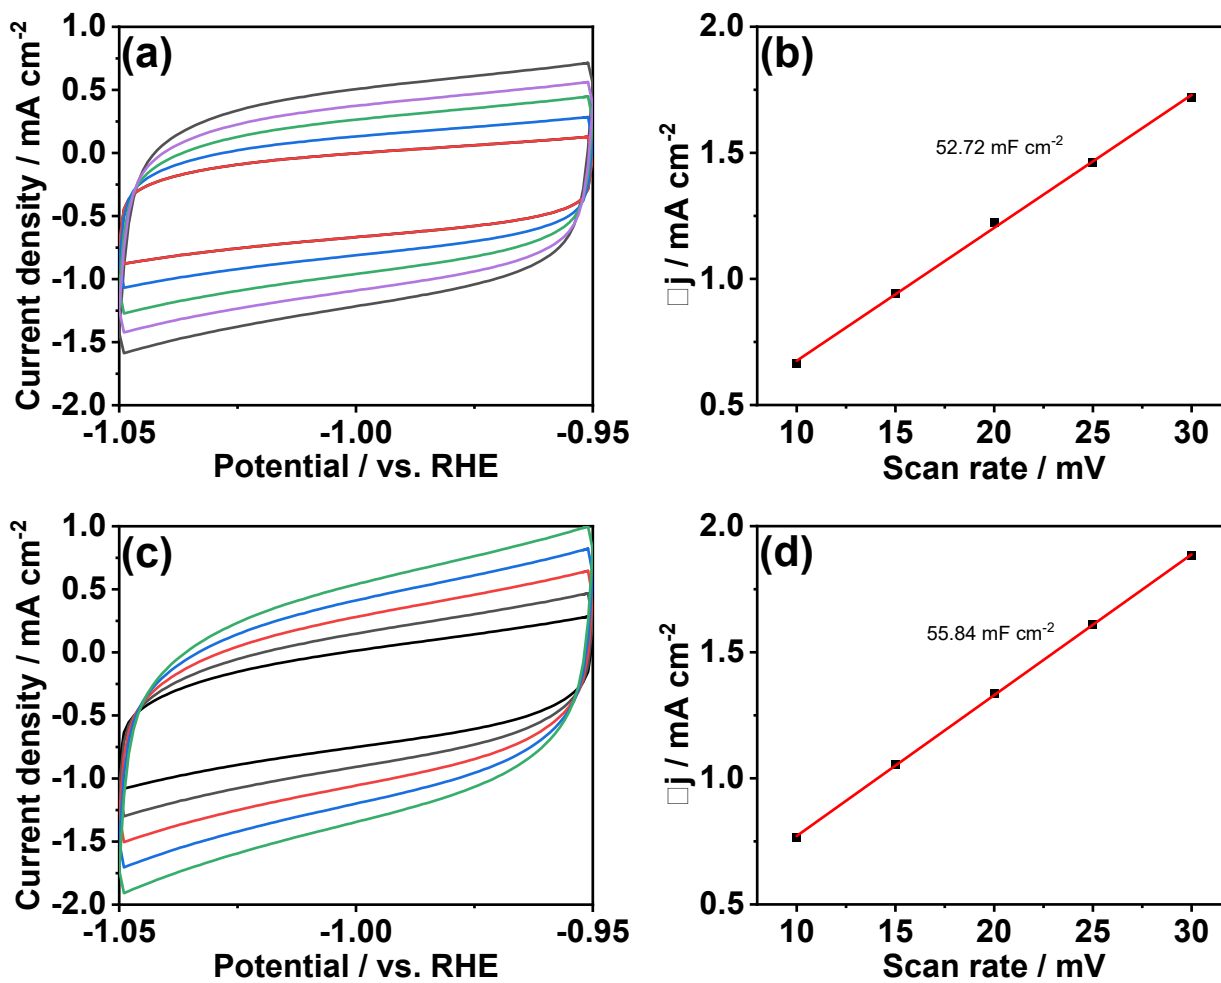 (a)
1.0
0.5
0.0
-0.5
-1.0
-1.5
-2.0
Current density / mA cm-2
-1.05
-1.00
-0.95
Potential / vs. RHE
(b)
2.0
1.5
1.0
0.5
□j / mA cm-2
52.72 mF cm-2
10
15
20
25
30
Scan rate / mV
(c)
1.0
0.5
0.0
-0.5
-1.0
-1.5
-2.0
Current density / mA cm-2
-1.05
-1.00
-0.95
Potential / vs. RHE
(d)
2.0
1.5
1.0
0.5
□j / mA cm-2
55.84 mF cm-2
10
15
20
25
30
Scan rate / mV